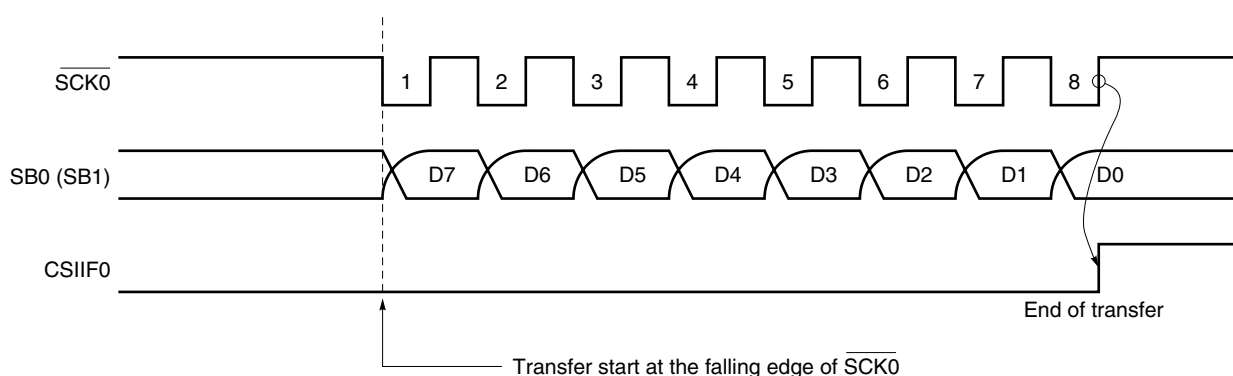 SCK0
1 2 3 4 5 6 7 8
SB0 (SB1)
D7 D6 D5 D4 D3 D2 D1 D0
CSIIF0
End of transfer
Transfer start at the falling edge of SCK0